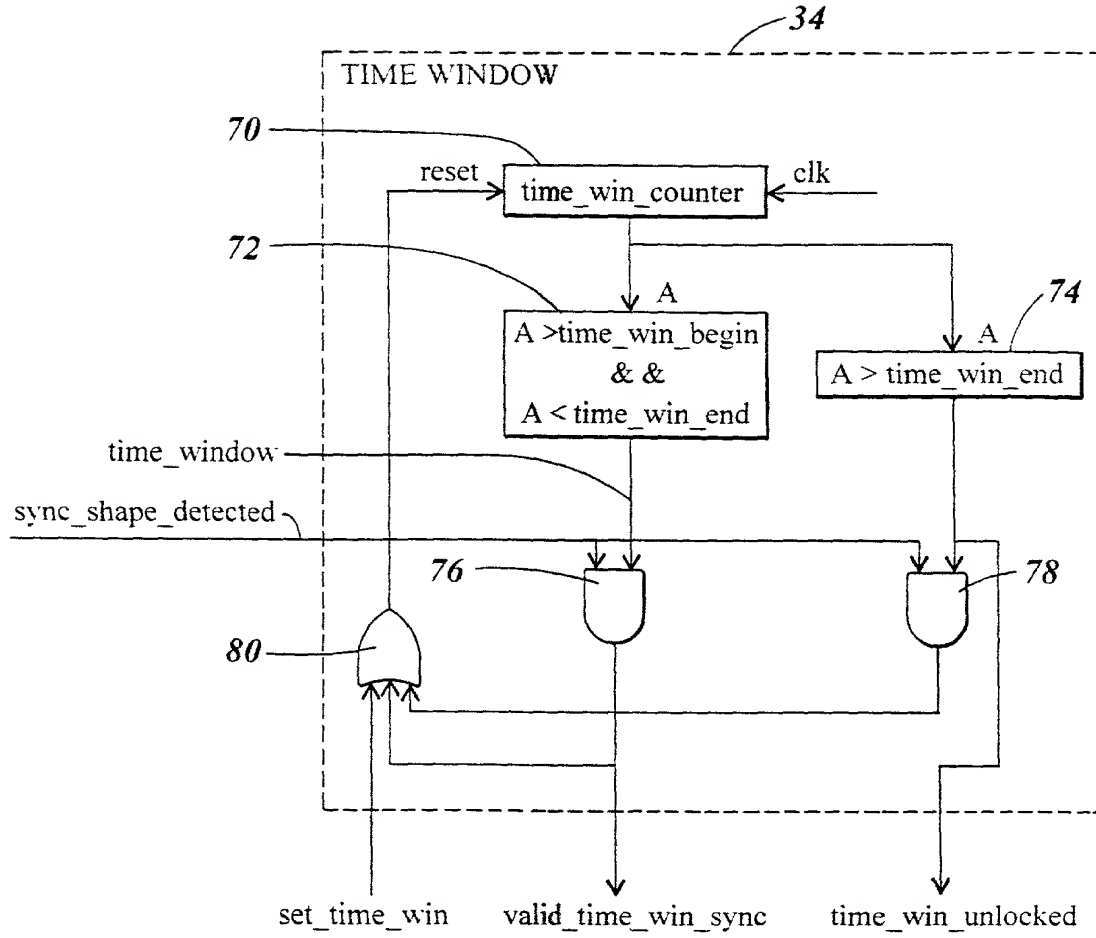 34
TIME WINDOW
70
reset
time_win_counter
clk
72
A
74
A >time_win_begin
& &
A < time_win_end
A
A > time_win_end
time_window
sync_shape_detected
76
78
80
set_time_win
valid_time_win_sync
time_win_unlocked